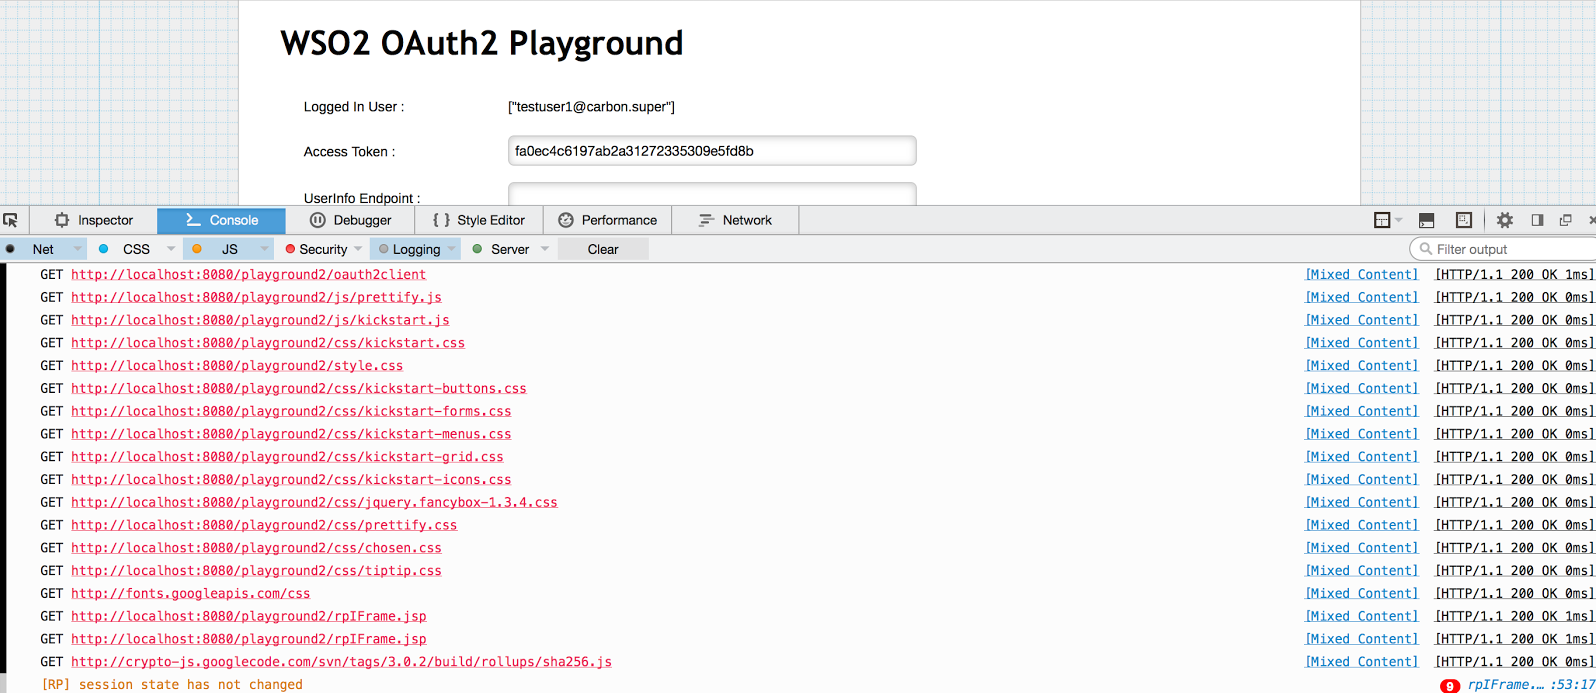 WSO2 OAuth2 Playground
Logged In User : ["testuser1@carbon.super"]
Access Token : fa0ec4c6197ab2a31272335309e5fd8b
UserInfo Endpoint :
Inspector Console Debugger { } Style Editor Performance Network
Net CSS JS Security Logging Server Clear Filter output
GET http://localhost:8080/playground2/oauth2client [Mixed Content] [HTTP/1.1 200 OK 1ms]
GET http://localhost:8080/playground2/js/prettify.js [Mixed Content] [HTTP/1.1 200 OK 0ms]
GET http://localhost:8080/playground2/js/kickstart.js [Mixed Content] [HTTP/1.1 200 OK 0ms]
GET http://localhost:8080/playground2/css/kickstart.css [Mixed Content] [HTTP/1.1 200 OK 0ms]
GET http://localhost:8080/playground2/style.css [Mixed Content] [HTTP/1.1 200 OK 0ms]
GET http://localhost:8080/playground2/css/kickstart-buttons.css [Mixed Content] [HTTP/1.1 200 OK 0ms]
GET http://localhost:8080/playground2/css/kickstart-forms.css [Mixed Content] [HTTP/1.1 200 OK 0ms]
GET http://localhost:8080/playground2/css/kickstart-menus.css [Mixed Content] [HTTP/1.1 200 OK 0ms]
GET http://localhost:8080/playground2/css/kickstart-grid.css [Mixed Content] [HTTP/1.1 200 OK 0ms]
GET http://localhost:8080/playground2/css/kickstart-icons.css [Mixed Content] [HTTP/1.1 200 OK 0ms]
GET http://localhost:8080/playground2/css/jquery.fancybox-1.3.4.css [Mixed Content] [HTTP/1.1 200 OK 0ms]
GET http://localhost:8080/playground2/css/prettify.css [Mixed Content] [HTTP/1.1 200 OK 0ms]
GET http://localhost:8080/playground2/css/chosen.css [Mixed Content] [HTTP/1.1 200 OK 0ms]
GET http://localhost:8080/playground2/css/tiptip.css [Mixed Content] [HTTP/1.1 200 OK 0ms]
GET http://fonts.googleapis.com/css [Mixed Content] [HTTP/1.1 200 OK 0ms]
GET http://localhost:8080/playground2/rpIFrame.jsp [Mixed Content] [HTTP/1.1 200 OK 1ms]
GET http://localhost:8080/playground2/rpIFrame.jsp [Mixed Content] [HTTP/1.1 200 OK 1ms]
GET http://crypto-js.googlecode.com/svn/tags/3.0.2/build/rollups/sha256.js [Mixed Content] [HTTP/1.1 200 OK 0ms]
[RP] session state has not changed 9 rpIFrame.… :53:17